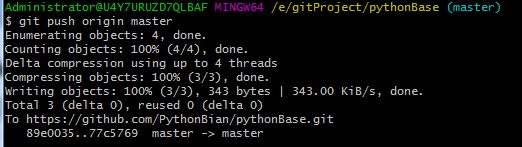 Administrator@U4Y7URUZD7QLBAF MINGW64 /e/gitProject/pythonBase (master)
$ git push origin master
Enumerating objects: 4, done.
Counting objects: 100% (4/4), done.
Delta compression using up to 4 threads
Compressing objects: 100% (3/3), done.
Writing objects: 100% (3/3), 343 bytes | 343.00 KiB/s, done.
Total 3 (delta 0), reused 0 (delta 0)
To https://github.com/PythonBian/pythonBase.git
   89e0035..77c5769  master -> master